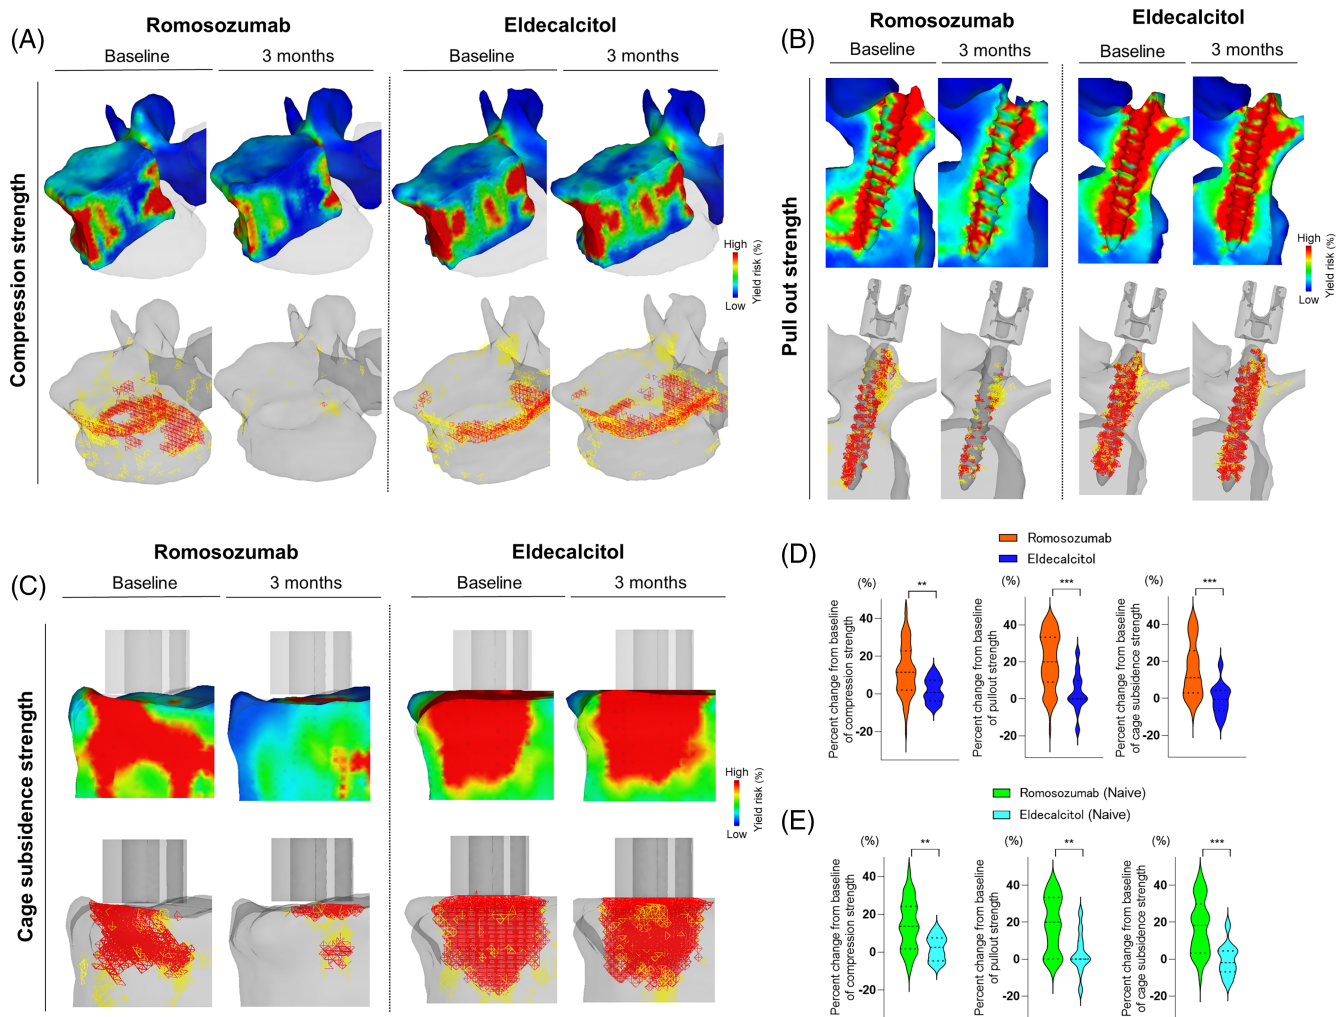 (A)
Romosozumab
Eldecalcitol
Baseline
3 months
Baseline
3 months
Compression strength
High
Low
Yield risk (%)
(B)
Romosozumab
Eldecalcitol
Baseline
3 months
Baseline
3 months
Pull out strength
High
Low
Yield risk (%)
(C)
Romosozumab
Eldecalcitol
Baseline
3 months
Baseline
3 months
Cage subsidence strength
High
Low
Yield risk (%)
(D)
Romosozumab
Eldecalcitol
(%)
**
40
20
0
-20
Percent change from baseline
of compression strength
(%)
***
40
20
0
-20
Percent change from baseline
of pullout strength
(%)
***
40
20
0
-20
Percent change from baseline
of cage subsidence strength
(E)
Romosozumab (Naive)
Eldecalcitol (Naive)
(%)
**
40
20
0
-20
Percent change from baseline
of compression strength
(%)
**
40
20
0
-20
Percent change from baseline
of pullout strength
(%)
***
40
20
0
-20
Percent change from baseline
of cage subsidence strength